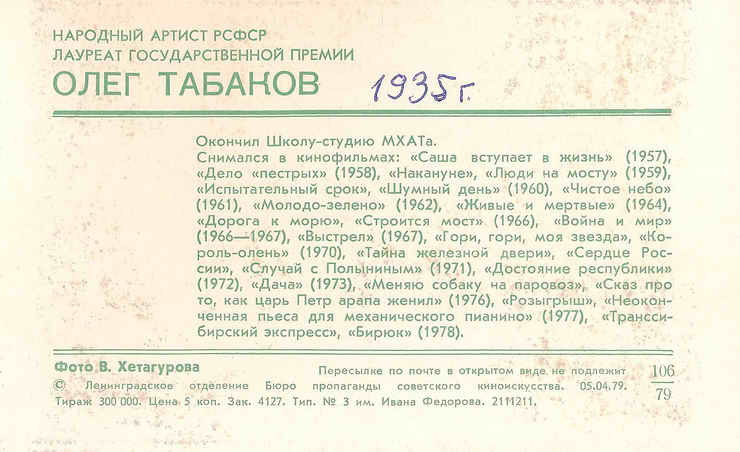 НАРОДНЫЙ АРТИСТ РСФСР
ЛАУРЕАТ ГОСУДАРСТВЕННОЙ ПРЕМИИ
ОЛЕГ ТАБАКОВ 1935 г.
Окончил Школу-студию МХАТа.
Снимался в кинофильмах: «Саша вступает в жизнь» (1957),
«Дело «пестрых» (1958), «Накануне», «Люди на мосту» (1959),
«Испытательный срок», «Шумный день» (1960), «Чистое небо»
(1961), «Молодо-зелено» (1962), «Живые и мертвые» (1964),
«Дорога к морю», «Строится мост» (1966), «Война и мир»
(1966—1967), «Выстрел» (1967), «Гори, гори, моя звезда», «Ко-
роль-олень» (1970), «Тайна железной двери», «Сердце Рос-
сии», «Случай с Полыниным» (1971), «Достояние республики»
(1972), «Дача» (1973), «Меняю собаку на паровоз», «Сказ про
то, как царь Петр арапа женил» (1976), «Розыгрыш», «Неокон-
ченная пьеса для механического пианино» (1977), «Трансси-
бирский экспресс», «Бирюк» (1978).
Фото В. Хетагурова Пересылке по почте в открытом виде не подлежит 106
© Ленинградское отделение Бюро пропаганды советского киноискусства. 05.04.79. 79
Тираж 300 000. Цена 5 коп. Зак. 4127. Тип. № 3 им. Ивана Федорова. 2111211.